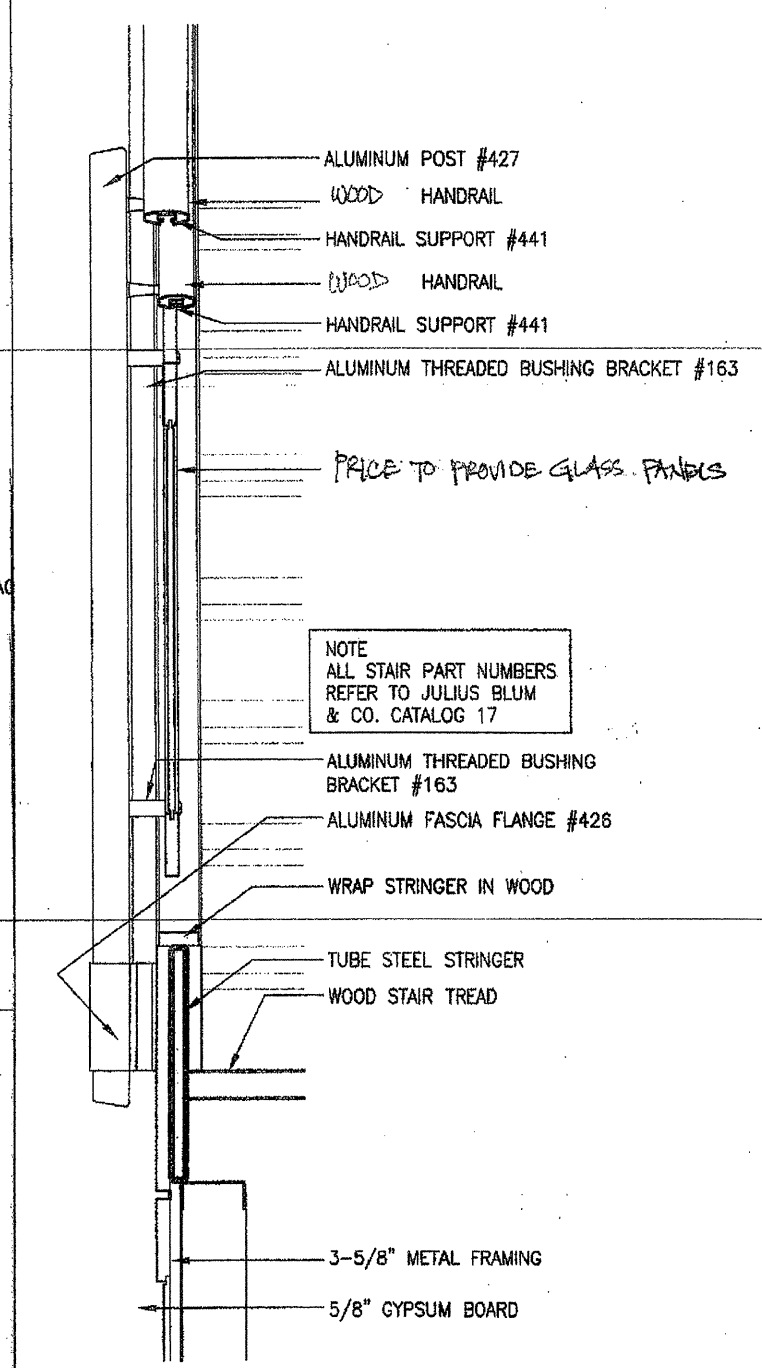 ALUMINUM POST #427
WOOD HANDRAIL
HANDRAIL SUPPORT #441
WOOD HANDRAIL
HANDRAIL SUPPORT #441
ALUMINUM THREADED BUSHING BRACKET #163
PRICE TO PROVIDE GLASS PANELS
NOTE
ALL STAIR PART NUMBERS
REFER TO JULIUS BLUM
& CO. CATALOG 17
ALUMINUM THREADED BUSHING
BRACKET #163
ALUMINUM FASCIA FLANGE #426
WRAP STRINGER IN WOOD
TUBE STEEL STRINGER
WOOD STAIR TREAD
3-5/8" METAL FRAMING
5/8" GYPSUM BOARD